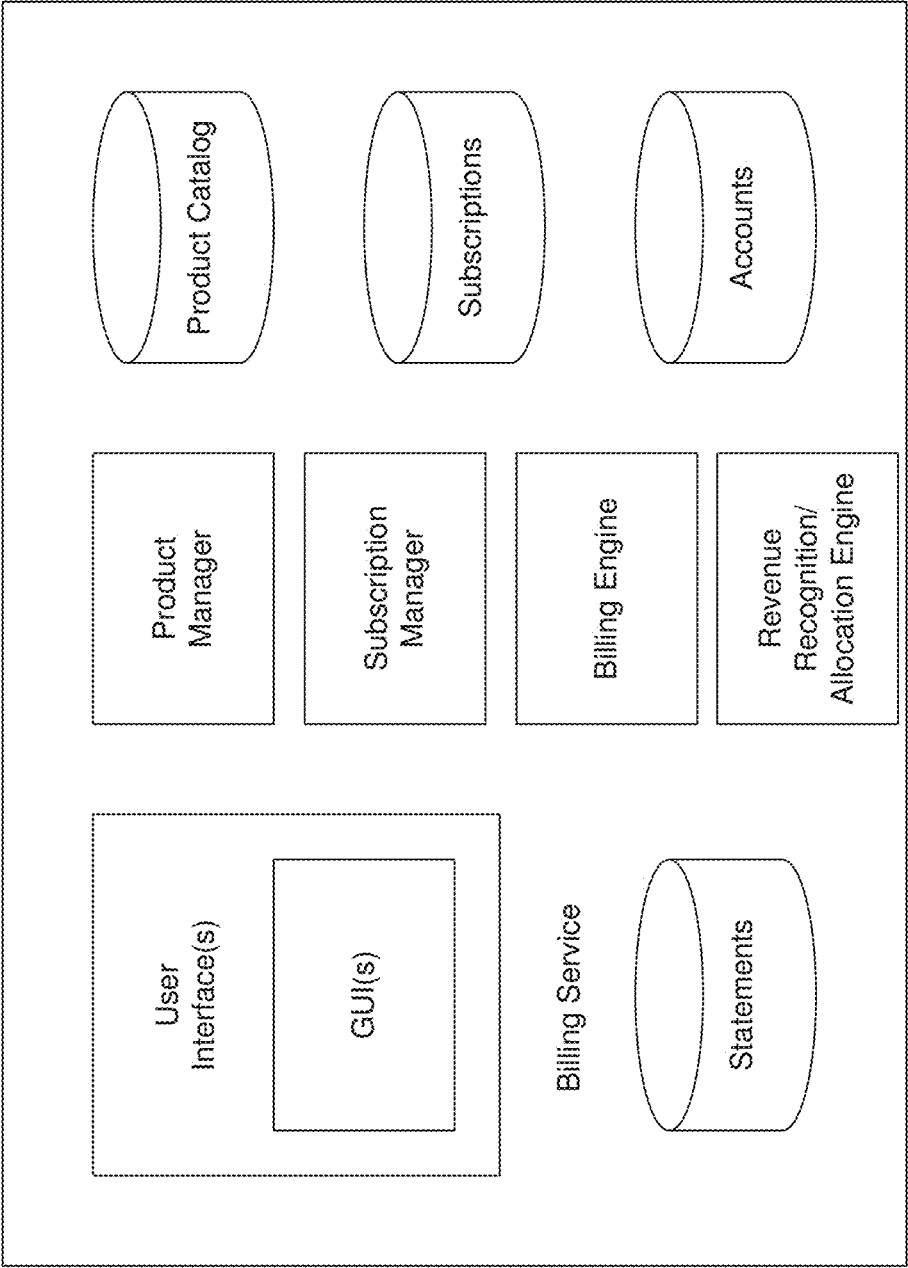 User
Interface(s)
GUI(s)
Billing Service
Statements
Product
Manager
Subscription
Manager
Billing Engine
Revenue
Recognition/
Allocation Engine
Product Catalog
Subscriptions
Accounts